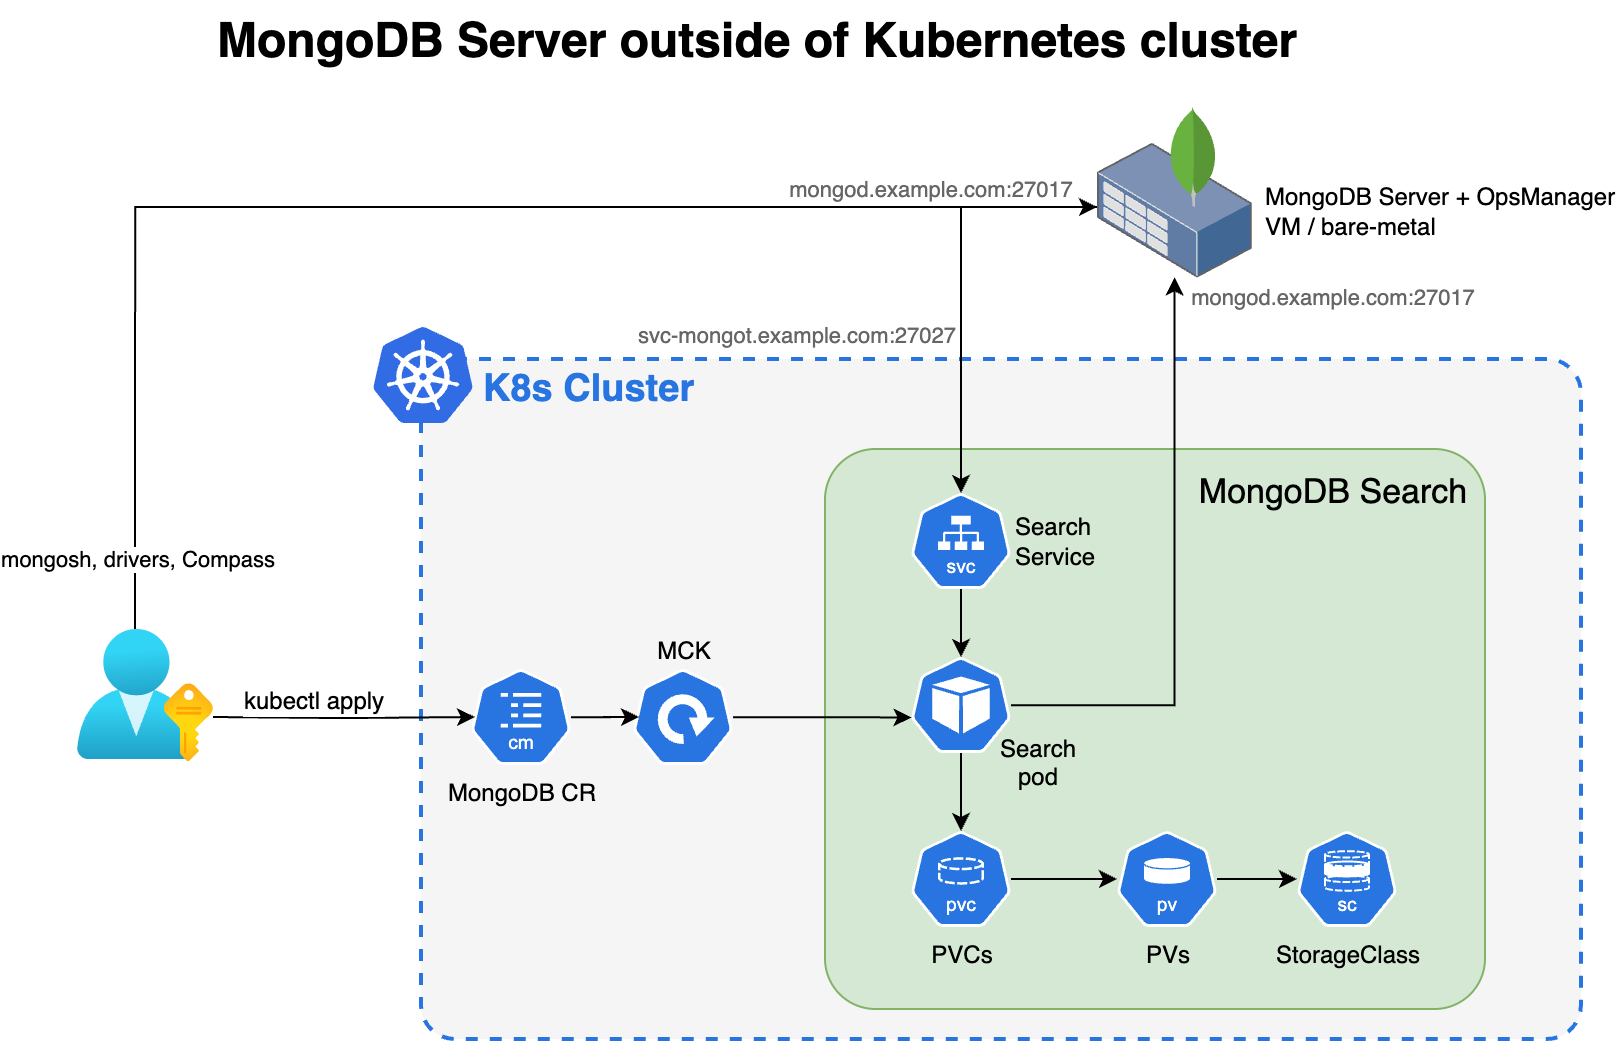 MongoDB Server outside of Kubernetes cluster
mongod.example.com:27017
MongoDB Server + OpsManager
VM / bare-metal
mongod.example.com:27017
svc-mongot.example.com:27027
K8s Cluster
MongoDB Search
Search
Service
svc
mongosh, drivers, Compass
MCK
kubectl apply
cm
MongoDB CR
Search
pod
pvc
pv
sc
PVCs
PVs
StorageClass